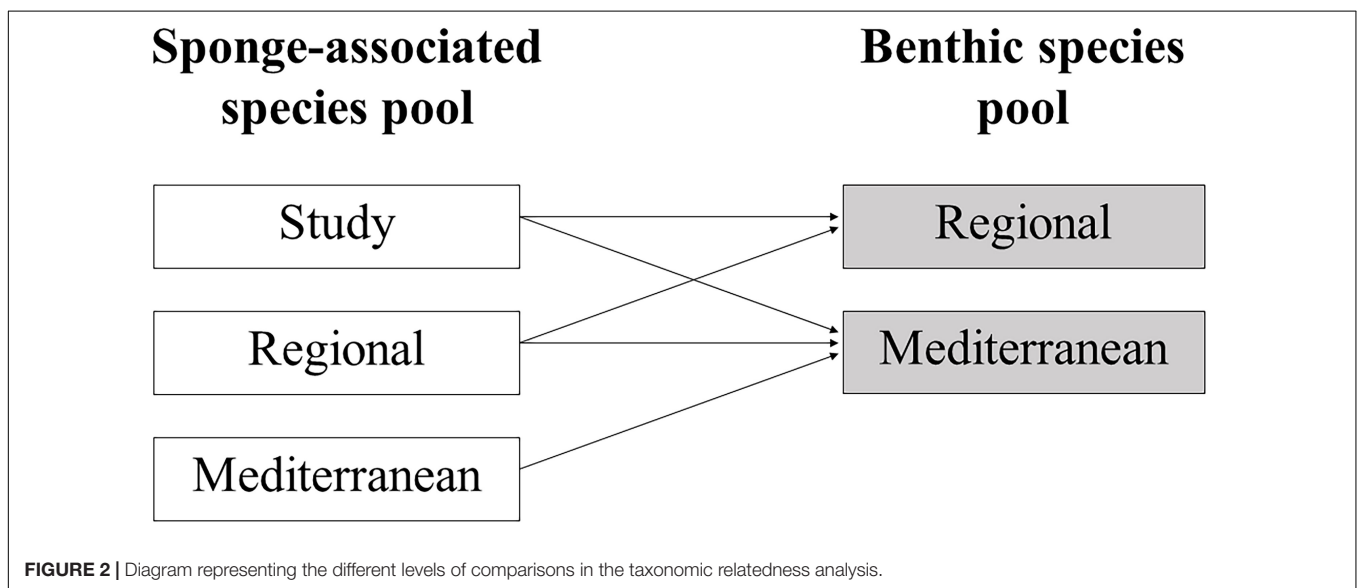 Sponge-associated
species pool
Benthic species
pool
Study
Regional
Mediterranean
Regional
Mediterranean
FIGURE 2 | Diagram representing the different levels of comparisons in the taxonomic relatedness analysis.